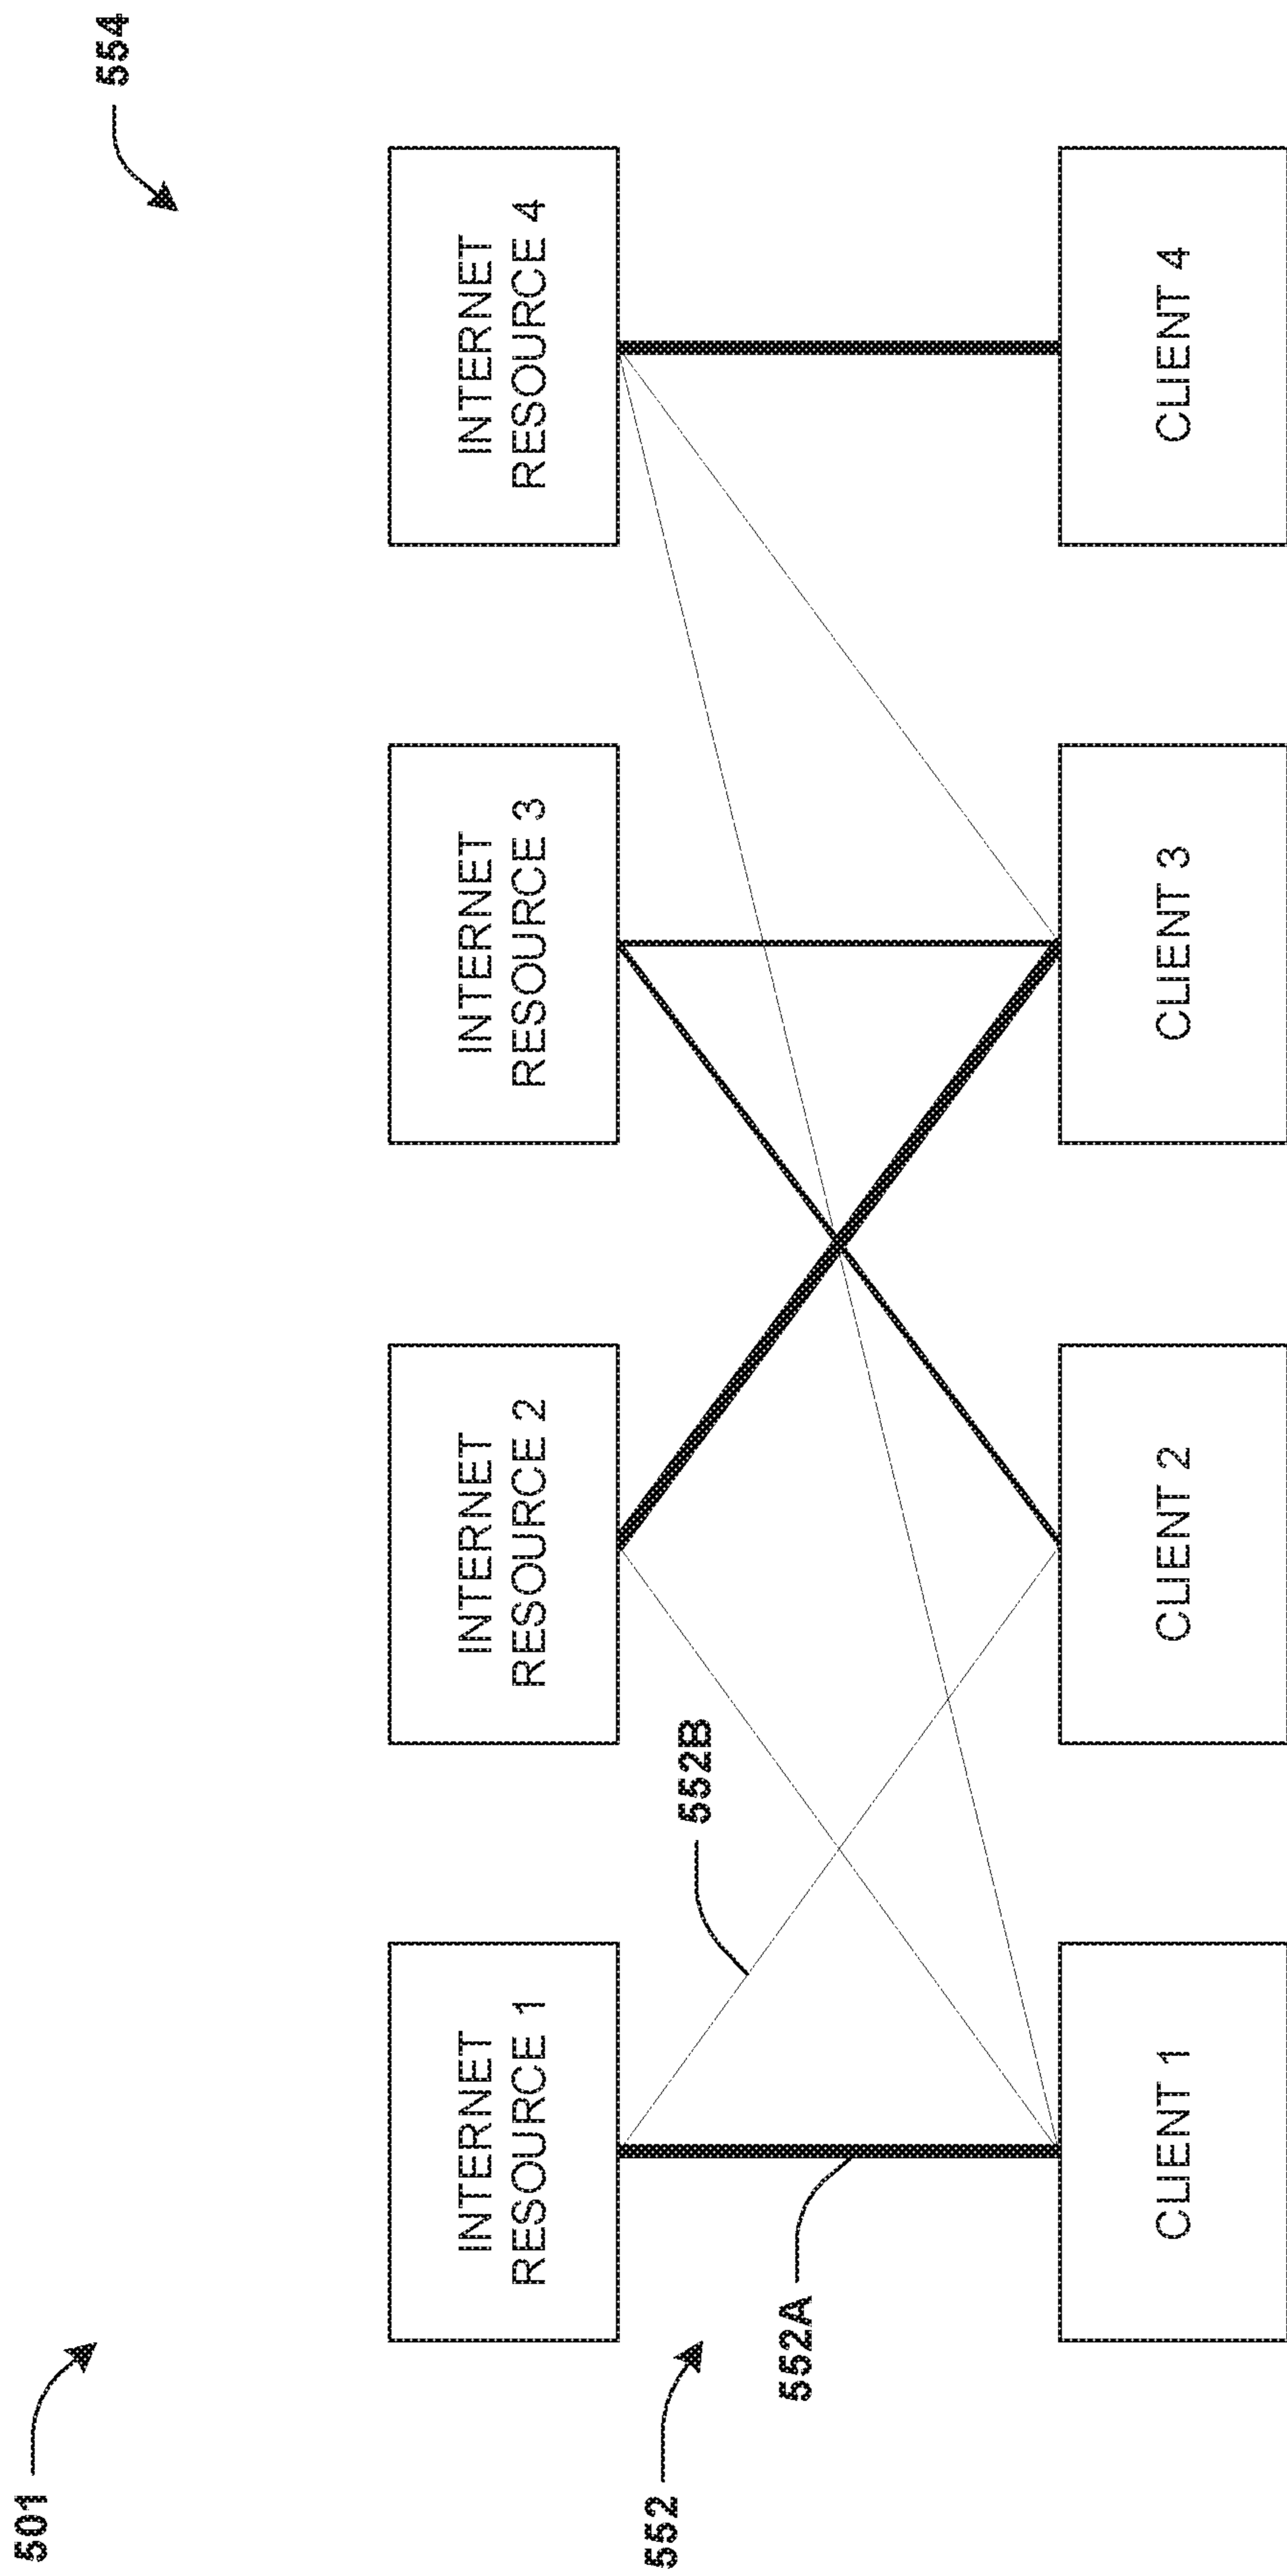 501
554
INTERNET
RESOURCE 1
INTERNET
RESOURCE 2
INTERNET
RESOURCE 3
INTERNET
RESOURCE 4
552
552B
552A
CLIENT 1
CLIENT 2
CLIENT 3
CLIENT 4